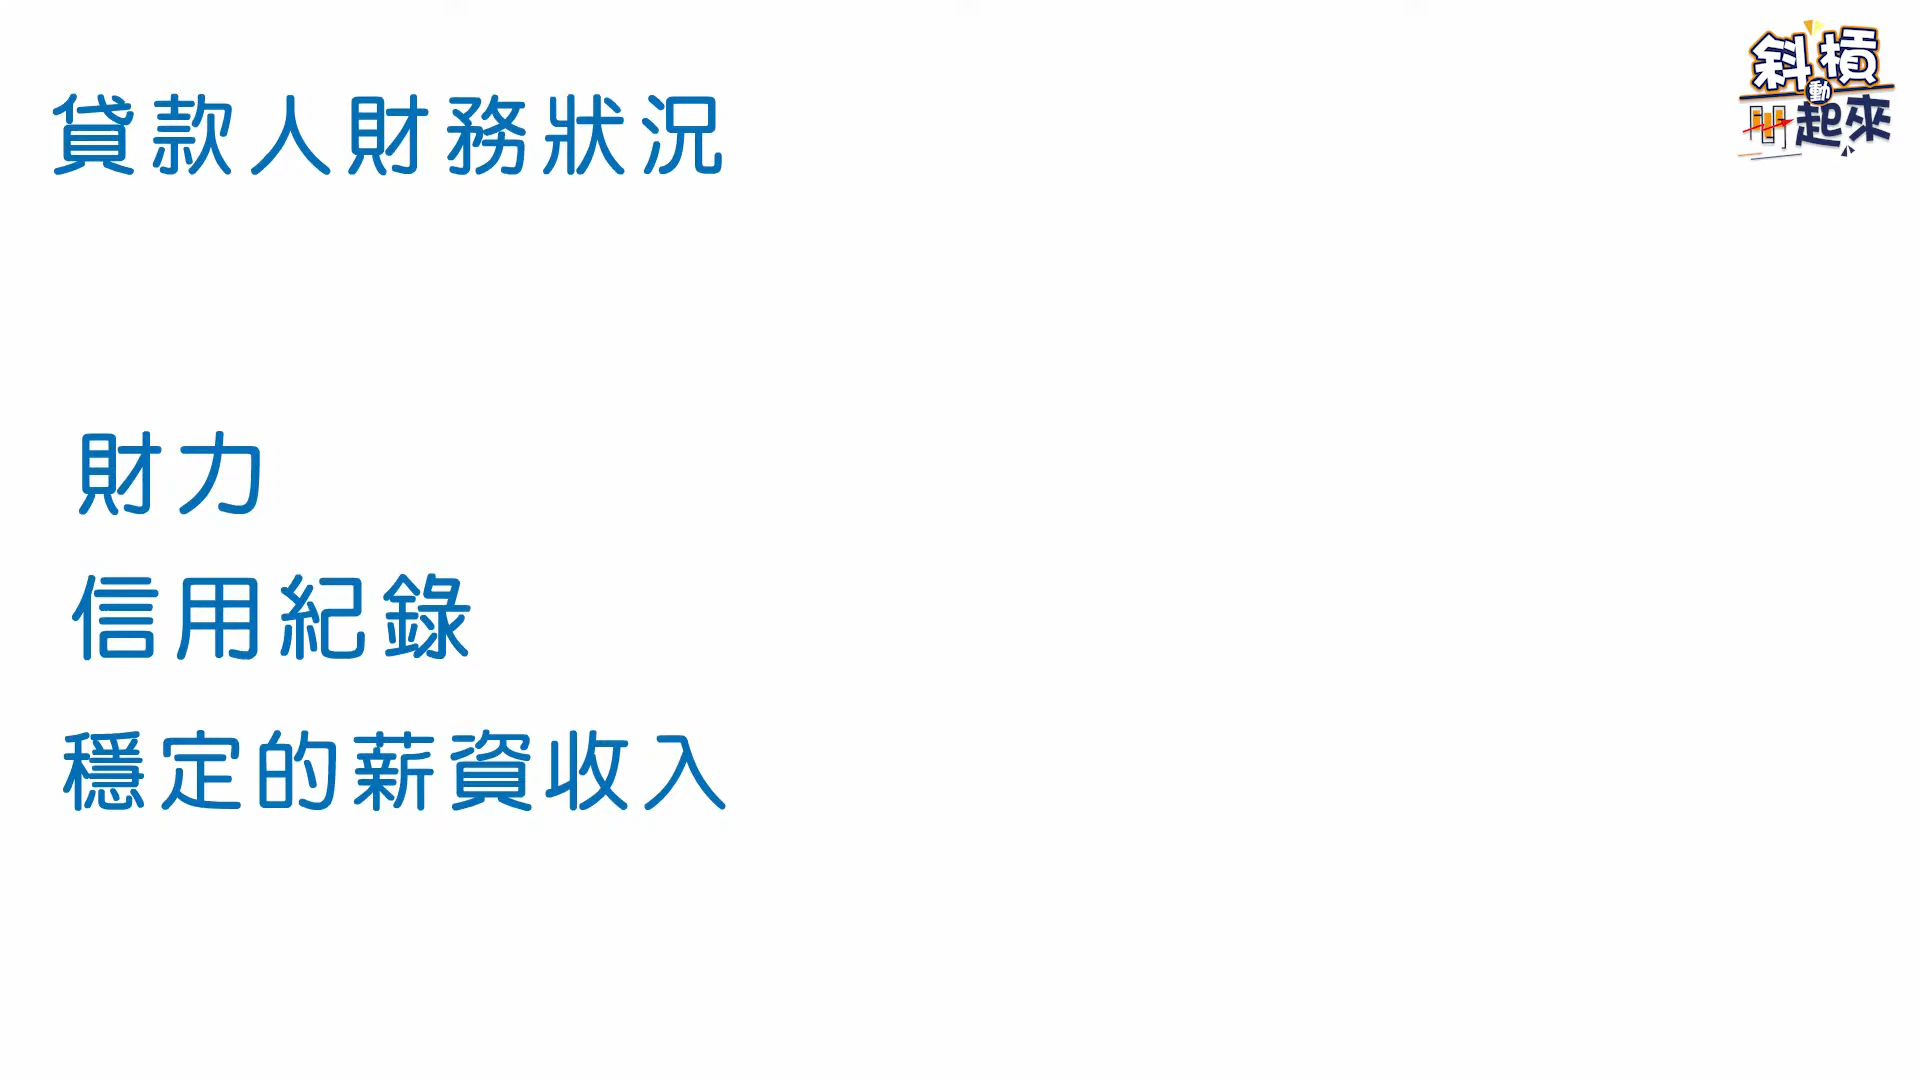 貸款人財務狀況
斜槓
動
起來
財力
信用紀錄
穩定的薪資收入